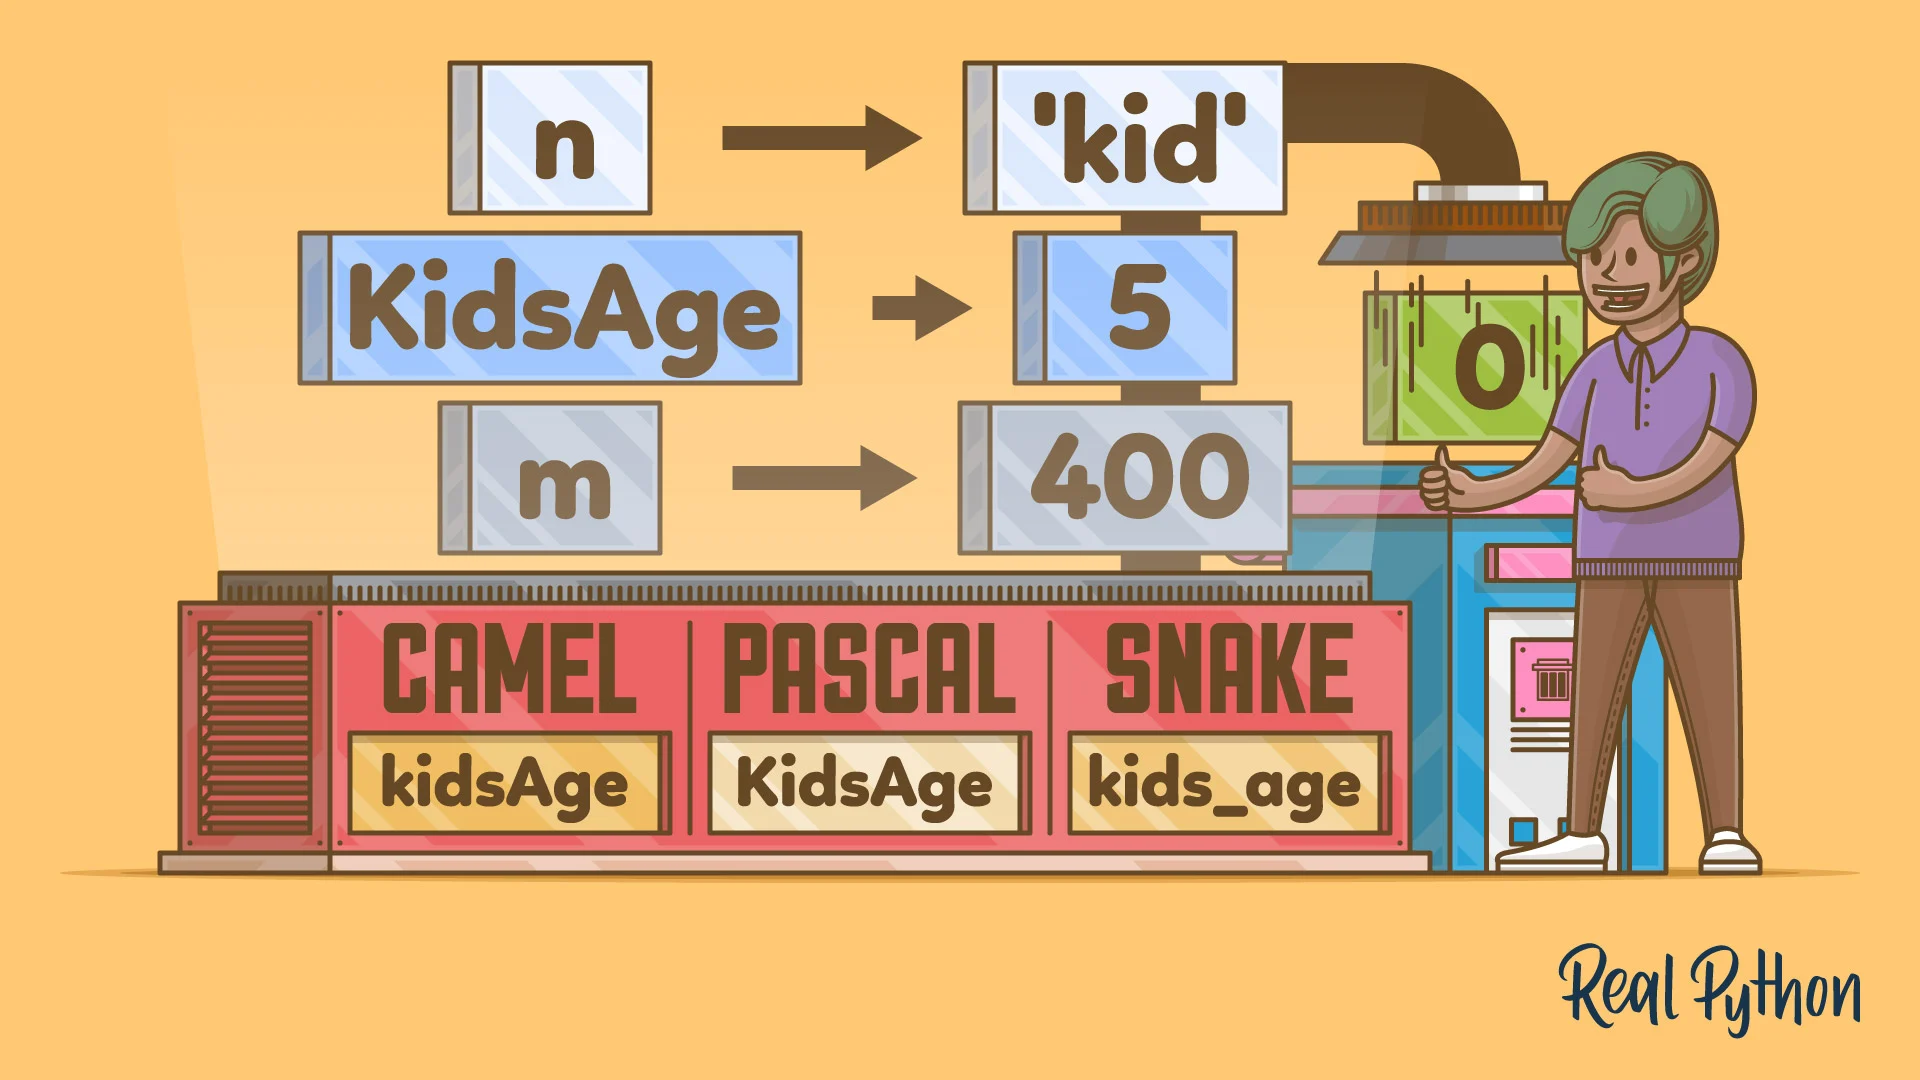 n 'kid'
KidsAge 5
0
m 400
CAMEL PASCAL SNAKE
kidsAge KidsAge kids_age
Real Python